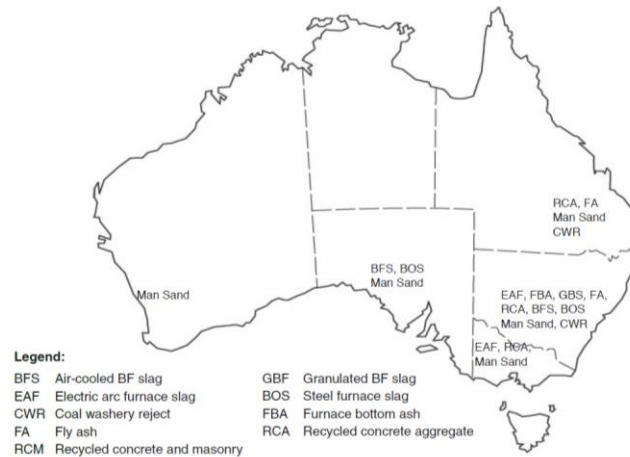 RCA, FA
Man Sand
CWR
BFS, BOS
Man Sand
Man Sand
EAF, FBA, GBS, FA,
RCA, BFS, BOS
Man Sand, CWR
EAF, RCA,
Man Sand
Legend:
BFS Air-cooled BF slag
EAF Electric arc furnace slag
CWR Coal washery reject
FA Fly ash
RCM Recycled concrete and masonry
GBF Granulated BF slag
BOS Steel furnace slag
FBA Furnace bottom ash
RCA Recycled concrete aggregate